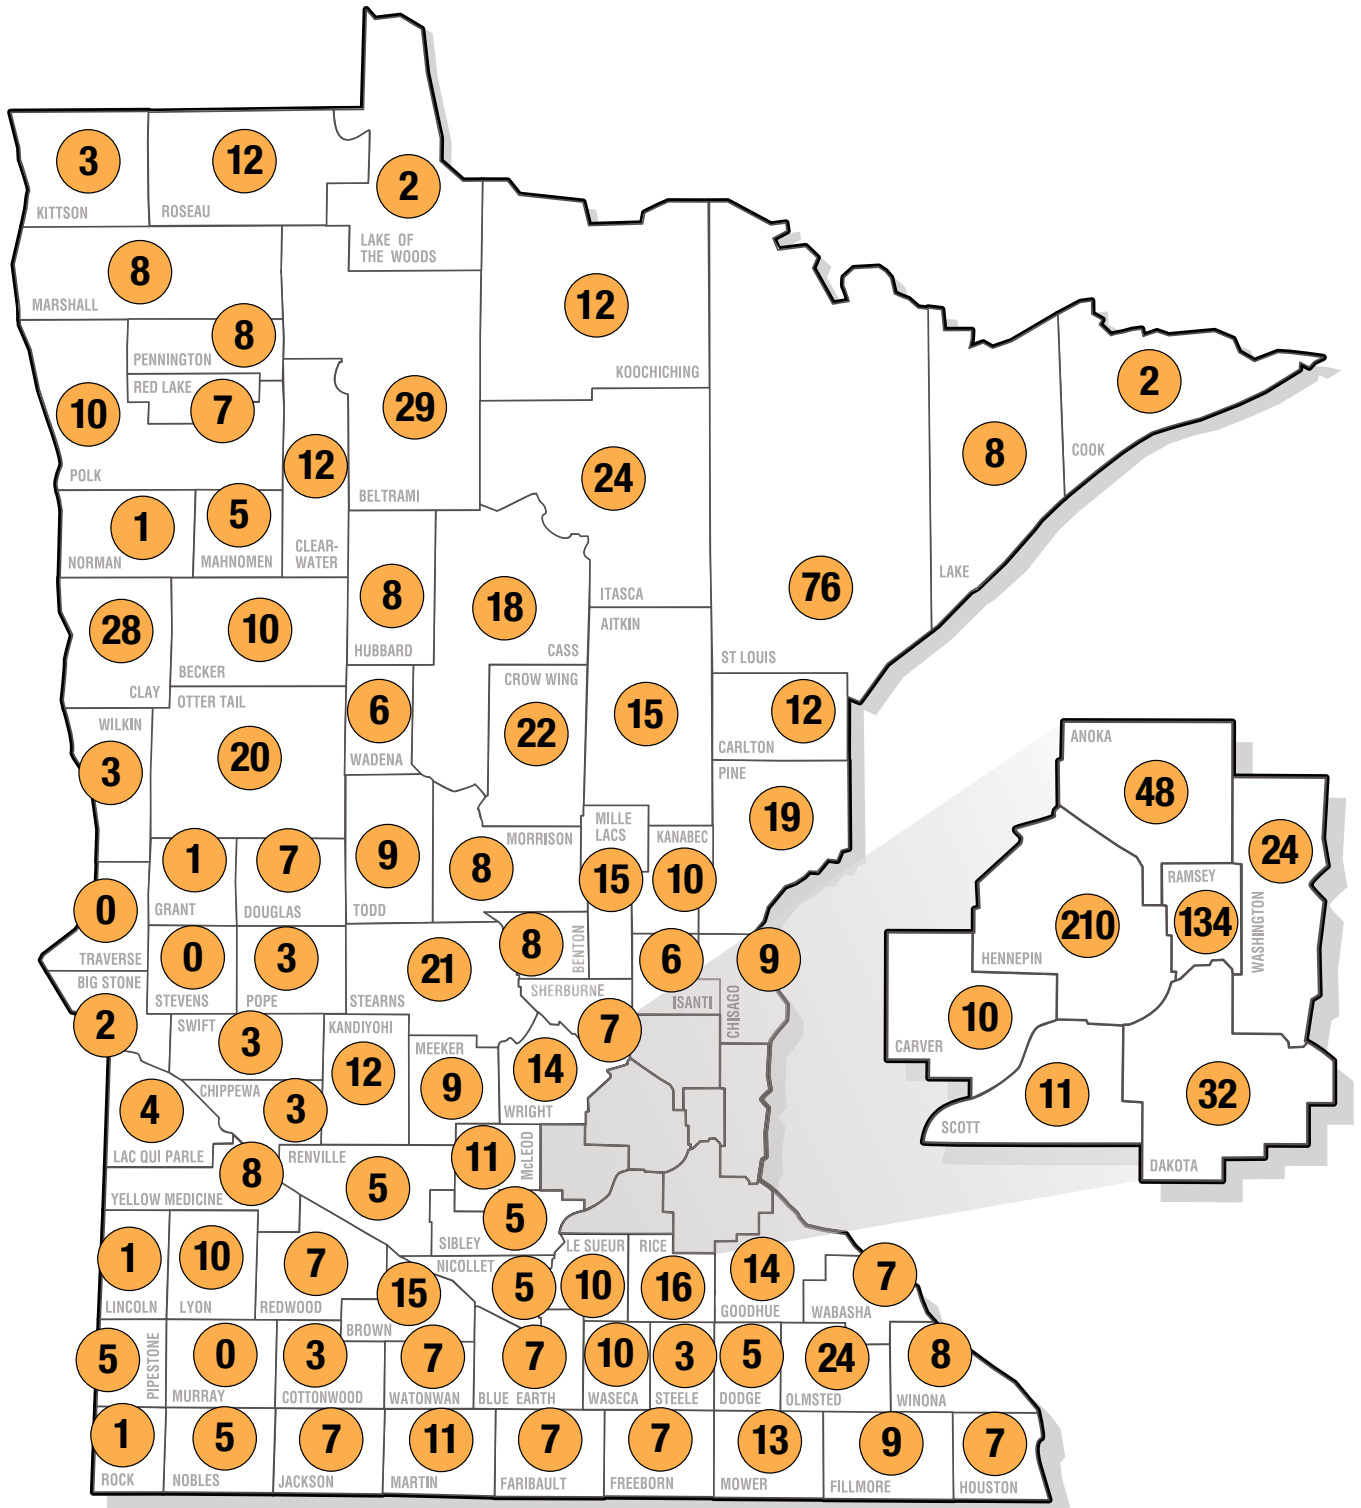 3
KITTSON
12
ROSEAU
2
LAKE OF
THE WOODS
8
MARSHALL
12
KOOCHICHING
8
PENNINGTON
RED LAKE
7
10
POLK
29
BELTRAMI
12
CLEAR-
WATER
24
ITASCA
76
ST LOUIS
8
LAKE
2
COOK
1
NORMAN
5
MAHNOMEN
28
CLAY
10
BECKER
8
HUBBARD
18
CASS
AITKIN
15
CROW WING
22
12
CARLTON
WILKIN
3
OTTER TAIL
20
6
WADENA
PINE
19
1
GRANT
7
DOUGLAS
9
TODD
MORRISON
8
MILLE
LACS
15
KANABEC
10
0
TRAVERSE
0
STEVENS
3
POPE
21
STEARNS
8
BENTON
6
ISANTI
9
CHISAGO
BIG STONE
2
SWIFT
3
KANDIYOHI
12
MEEKER
9
SHERBURNE
7
14
WRIGHT
4
LAC QUI PARLE
CHIPPEWA
3
8
YELLOW MEDICINE
RENVILLE
5
11
McLEOD
5
SIBLEY
1
LINCOLN
10
LYON
7
REDWOOD
15
BROWN
NICOLLET
5
LE SUEUR
10
RICE
16
14
GOODHUE
7
WABASHA
5
PIPESTONE
0
MURRAY
3
COTTONWOOD
7
WATONWAN
7
BLUE EARTH
10
WASECA
3
STEELE
5
DODGE
24
OLMSTED
8
WINONA
1
ROCK
5
NOBLES
7
JACKSON
11
MARTIN
7
FARIBAULT
7
FREEBORN
13
MOWER
9
FILLMORE
7
HOUSTON
ANOKA
48
24
WASHINGTON
RAMSEY
134
210
HENNEPIN
10
CARVER
11
SCOTT
32
DAKOTA